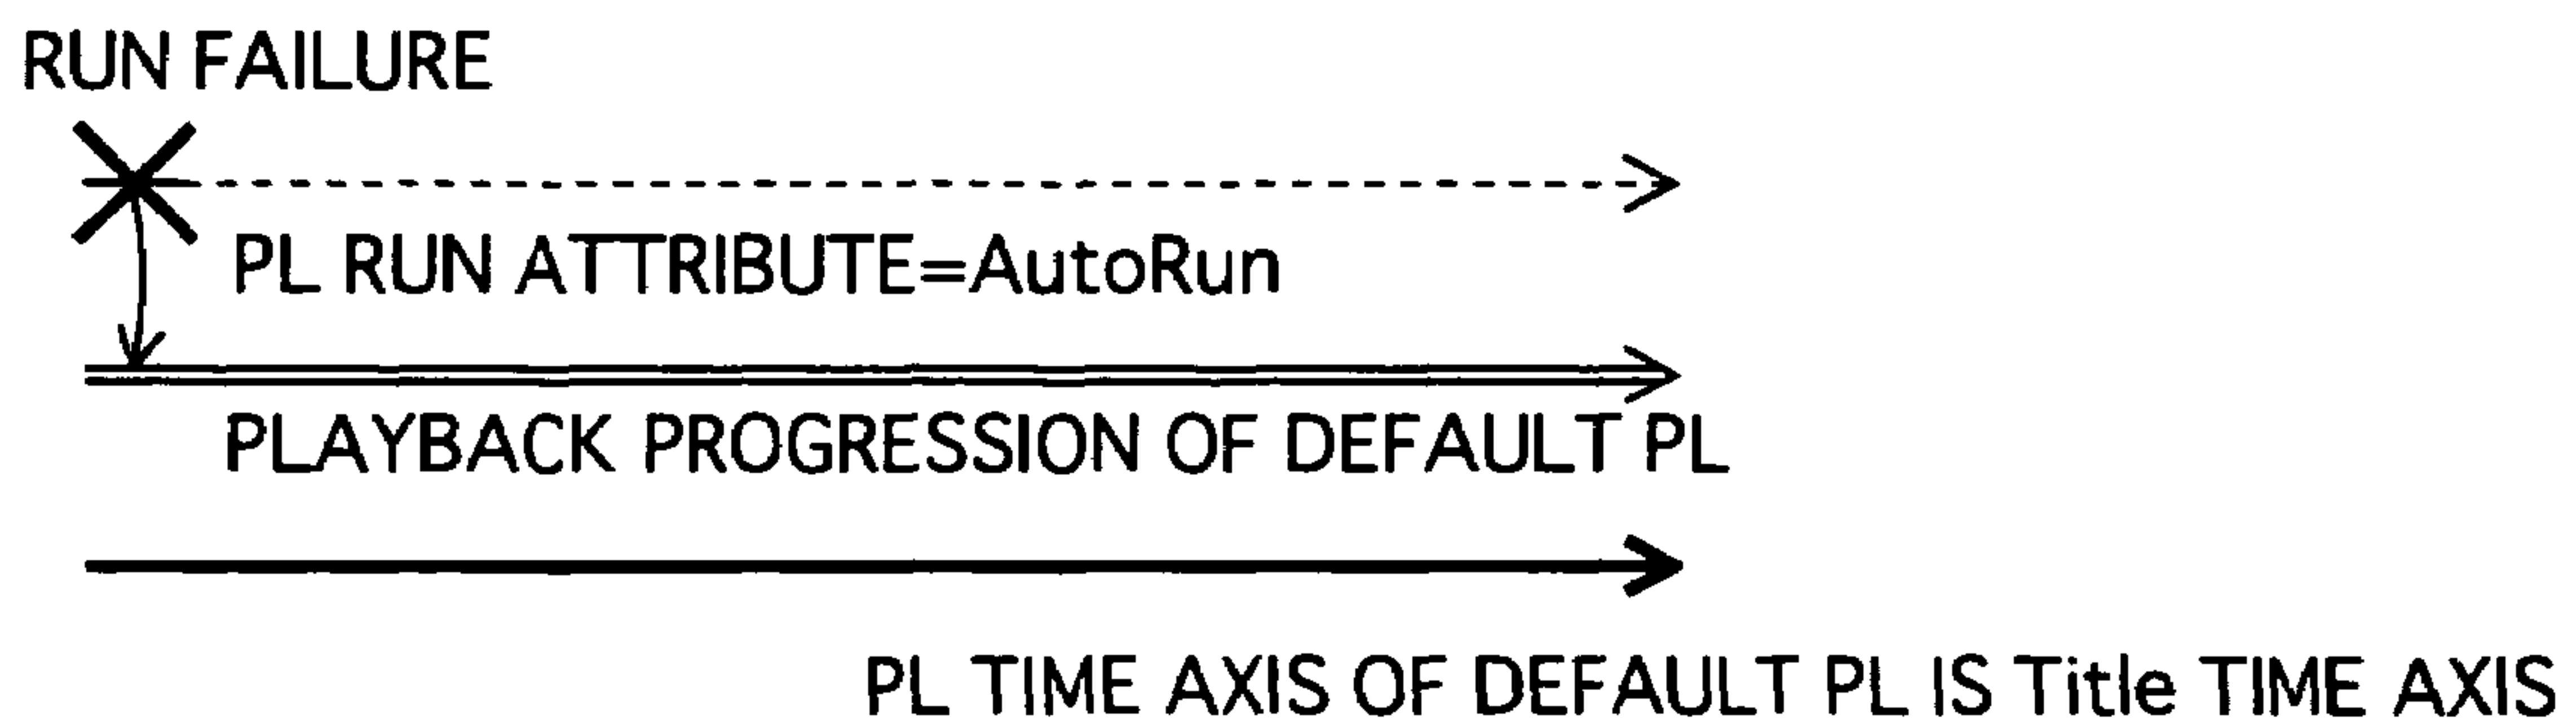 RUN FAILURE
PL RUN ATTRIBUTE=AutoRun
PLAYBACK PROGRESSION OF DEFAULT PL
PL TIME AXIS OF DEFAULT PL IS Title TIME AXIS